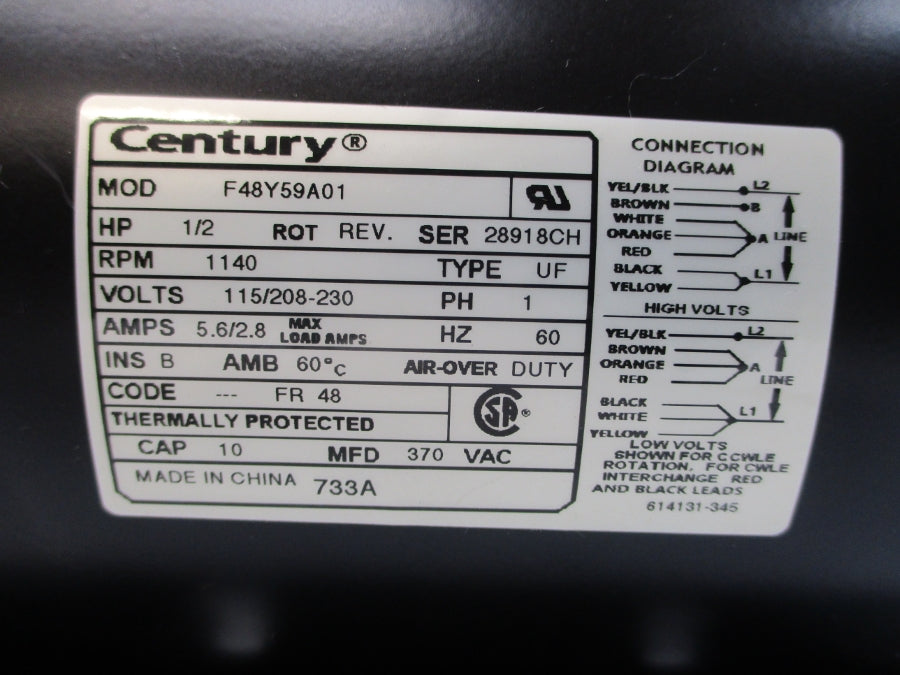 Century®
MOD F48Y59A01
HP 1/2 ROT REV. SER 28918CH
RPM 1140 TYPE UF
VOLTS 115/208-230 PH 1
AMPS 5.6/2.8 MAX LOAD AMPS HZ 60
INS B AMB 60°C AIR-OVER DUTY
CODE --- FR 48
THERMALLY PROTECTED
CAP 10 MFD 370 VAC
MADE IN CHINA 733A
CONNECTION
DIAGRAM
YEL/BLK L2
BROWN B
WHITE
ORANGE A LINE
RED
BLACK L1
YELLOW
HIGH VOLTS
YEL/BLK L2
BROWN
ORANGE A
RED LINE
BLACK L1
WHITE
YELLOW
LOW VOLTS
SHOWN FOR CCWLE
ROTATION, FOR CWLE
INTERCHANGE RED
AND BLACK LEADS
614131-345